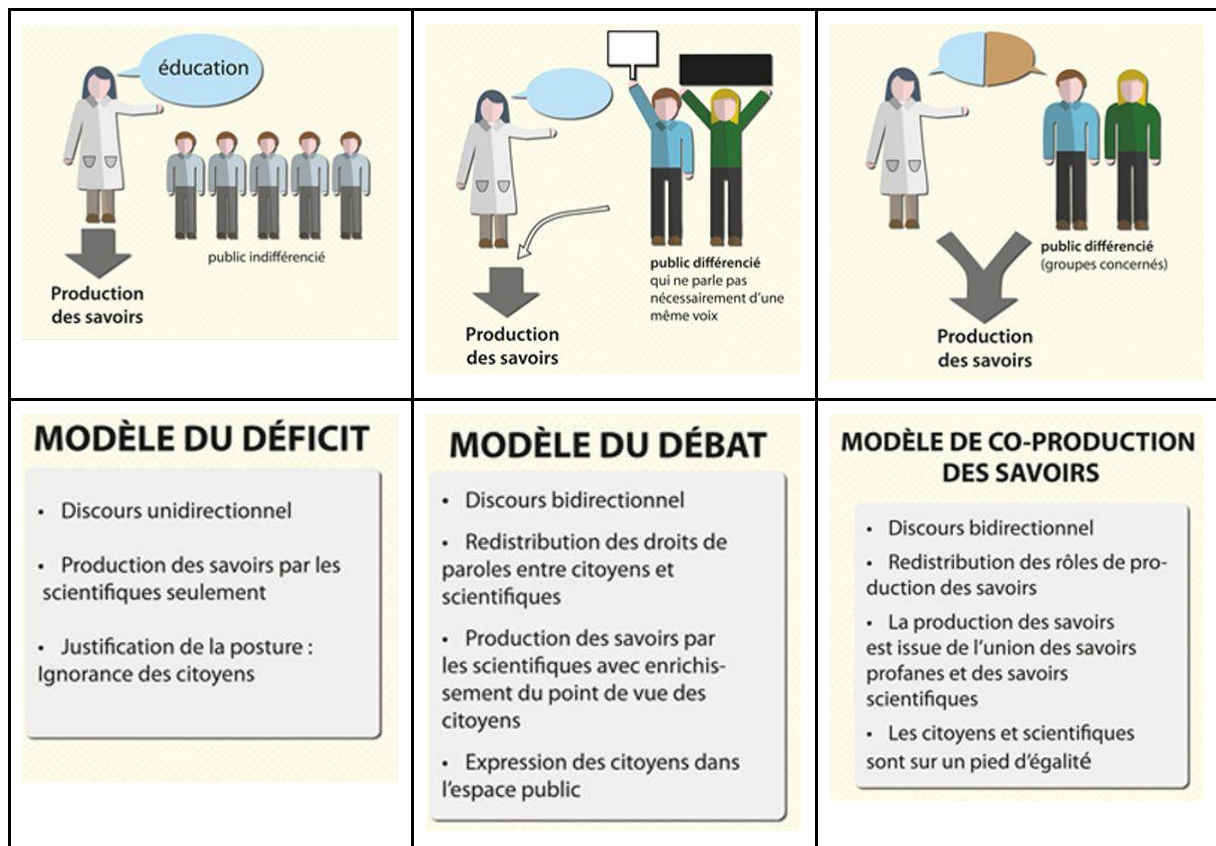 éducation
public indifférencié
Production
des savoirs
public différencié
qui ne parle pas
nécessairement d'une
même voix
Production
des savoirs
public différencié
(groupes concernés)
Production
des savoirs
MODÈLE DU DÉFICIT
• Discours unidirectionnel
• Production des savoirs par les
scientifiques seulement
• Justification de la posture :
Ignorance des citoyens
MODÈLE DU DÉBAT
• Discours bidirectionnel
• Redistribution des droits de
paroles entre citoyens et
scientifiques
• Production des savoirs par
les scientifiques avec enrichis-
sement du point de vue des
citoyens
• Expression des citoyens dans
l'espace public
MODÈLE DE CO-PRODUCTION
DES SAVOIRS
• Discours bidirectionnel
• Redistribution des rôles de pro-
duction des savoirs
• La production des savoirs
est issue de l'union des savoirs
profanes et des savoirs
scientifiques
• Les citoyens et scientifiques
sont sur un pied d'égalité